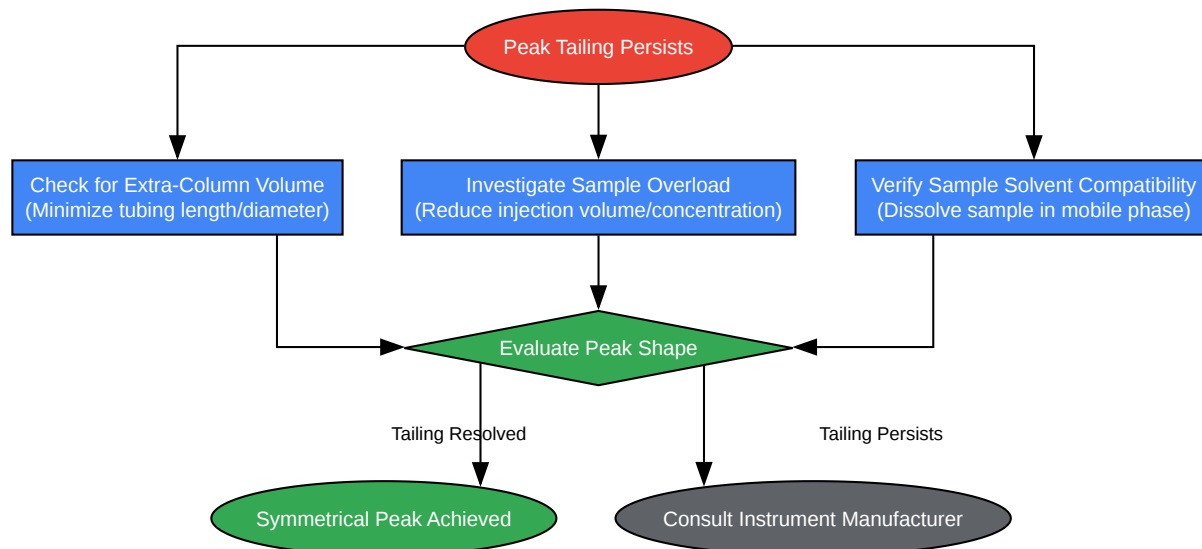 Peak Tailing Persists
Check for Extra-Column Volume
(Minimize tubing length/diameter)
Investigate Sample Overload
(Reduce injection volume/concentration)
Verify Sample Solvent Compatibility
(Dissolve sample in mobile phase)
Evaluate Peak Shape
Tailing Resolved
Tailing Persists
Symmetrical Peak Achieved
Consult Instrument Manufacturer